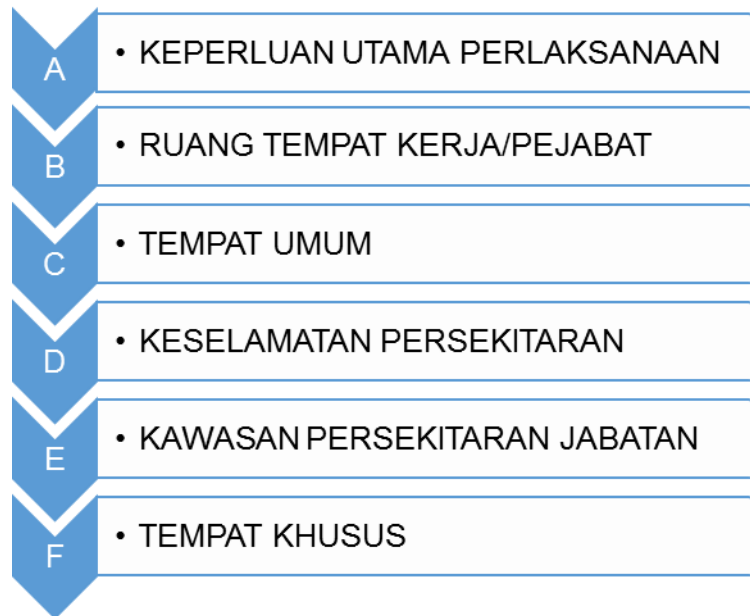 A
• KEPERLUAN UTAMA PERLAKSANAAN
B
• RUANG TEMPAT KERJA/PEJABAT
C
• TEMPAT UMUM
D
• KESELAMATAN PERSEKITARAN
E
• KAWASAN PERSEKITARAN JABATAN
F
• TEMPAT KHUSUS